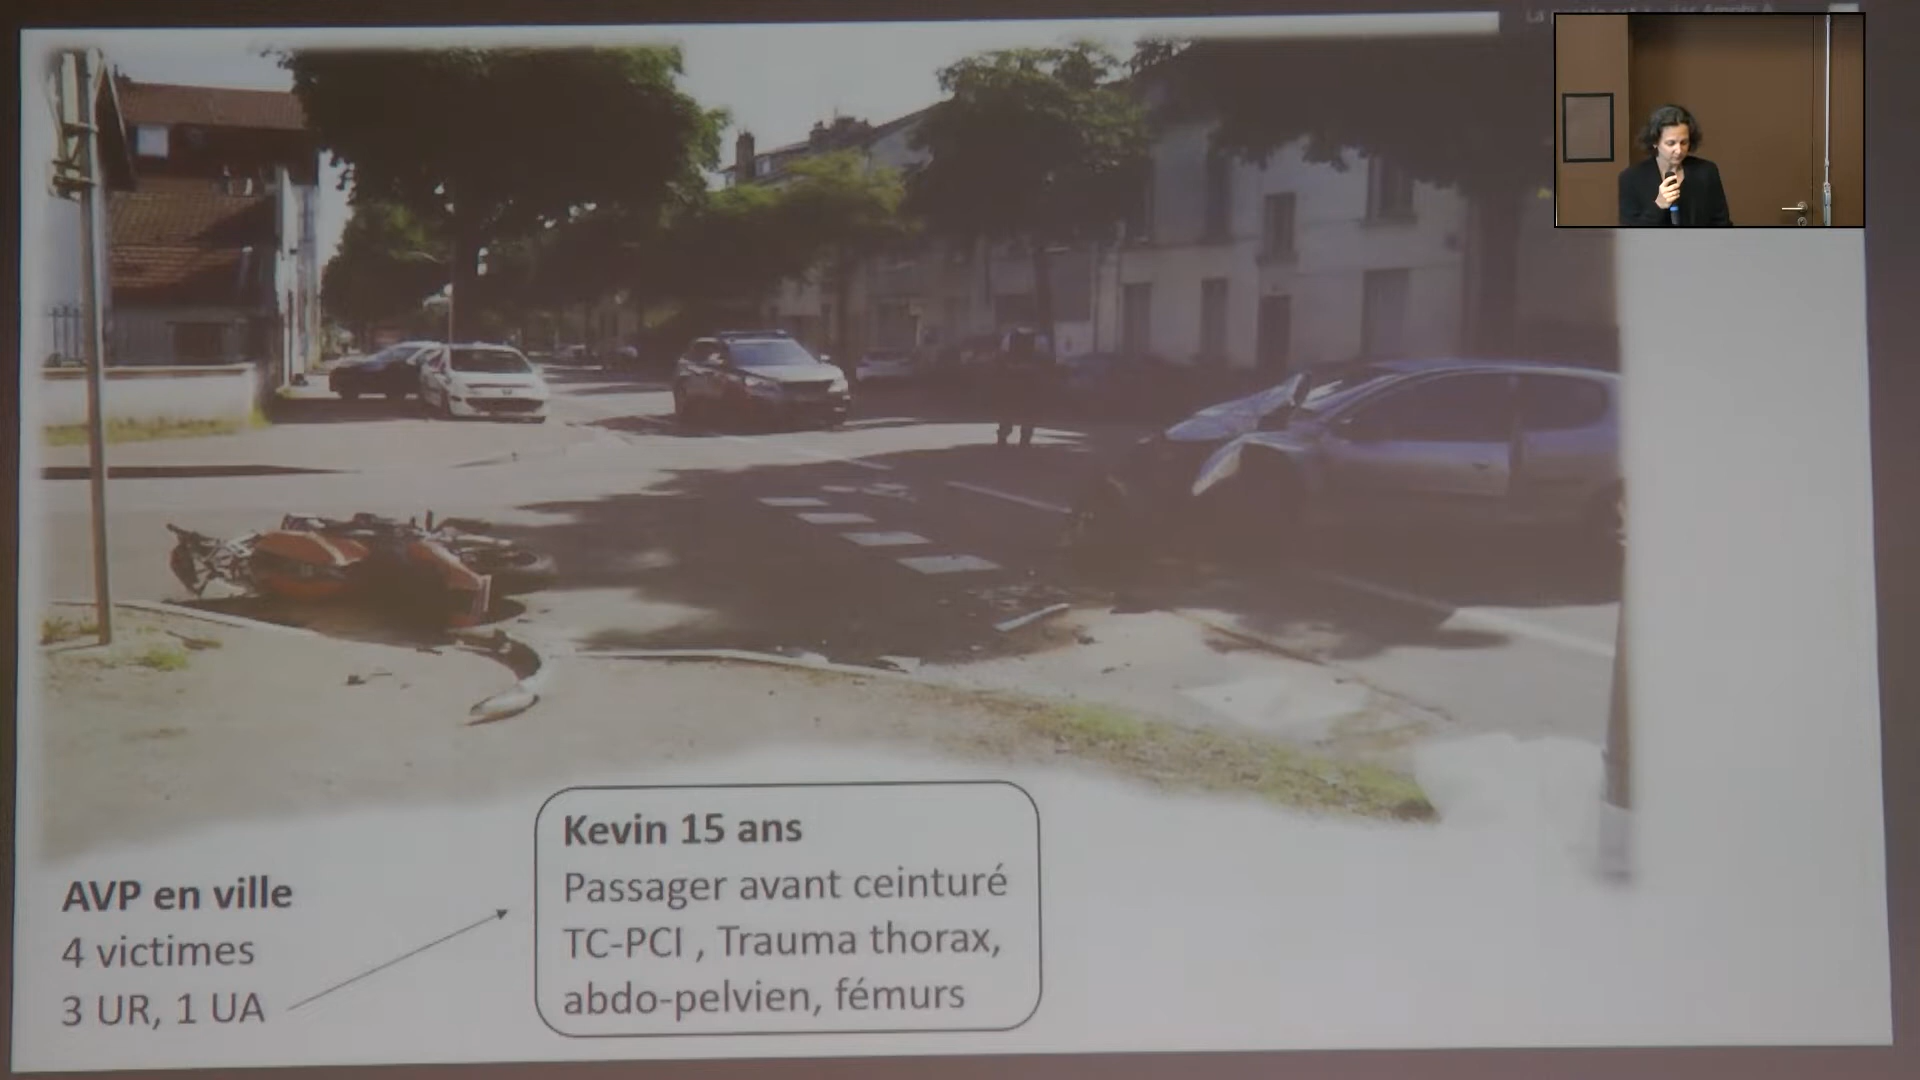 AVP en ville
4 victimes
3 UR, 1 UA
Kevin 15 ans
Passager avant ceinturé
TC-PCI , Trauma thorax,
abdo-pelvien, fémurs